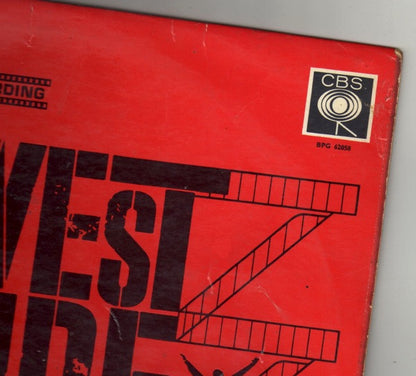 RDING
CBS
BPG 62058
WEST
IDE